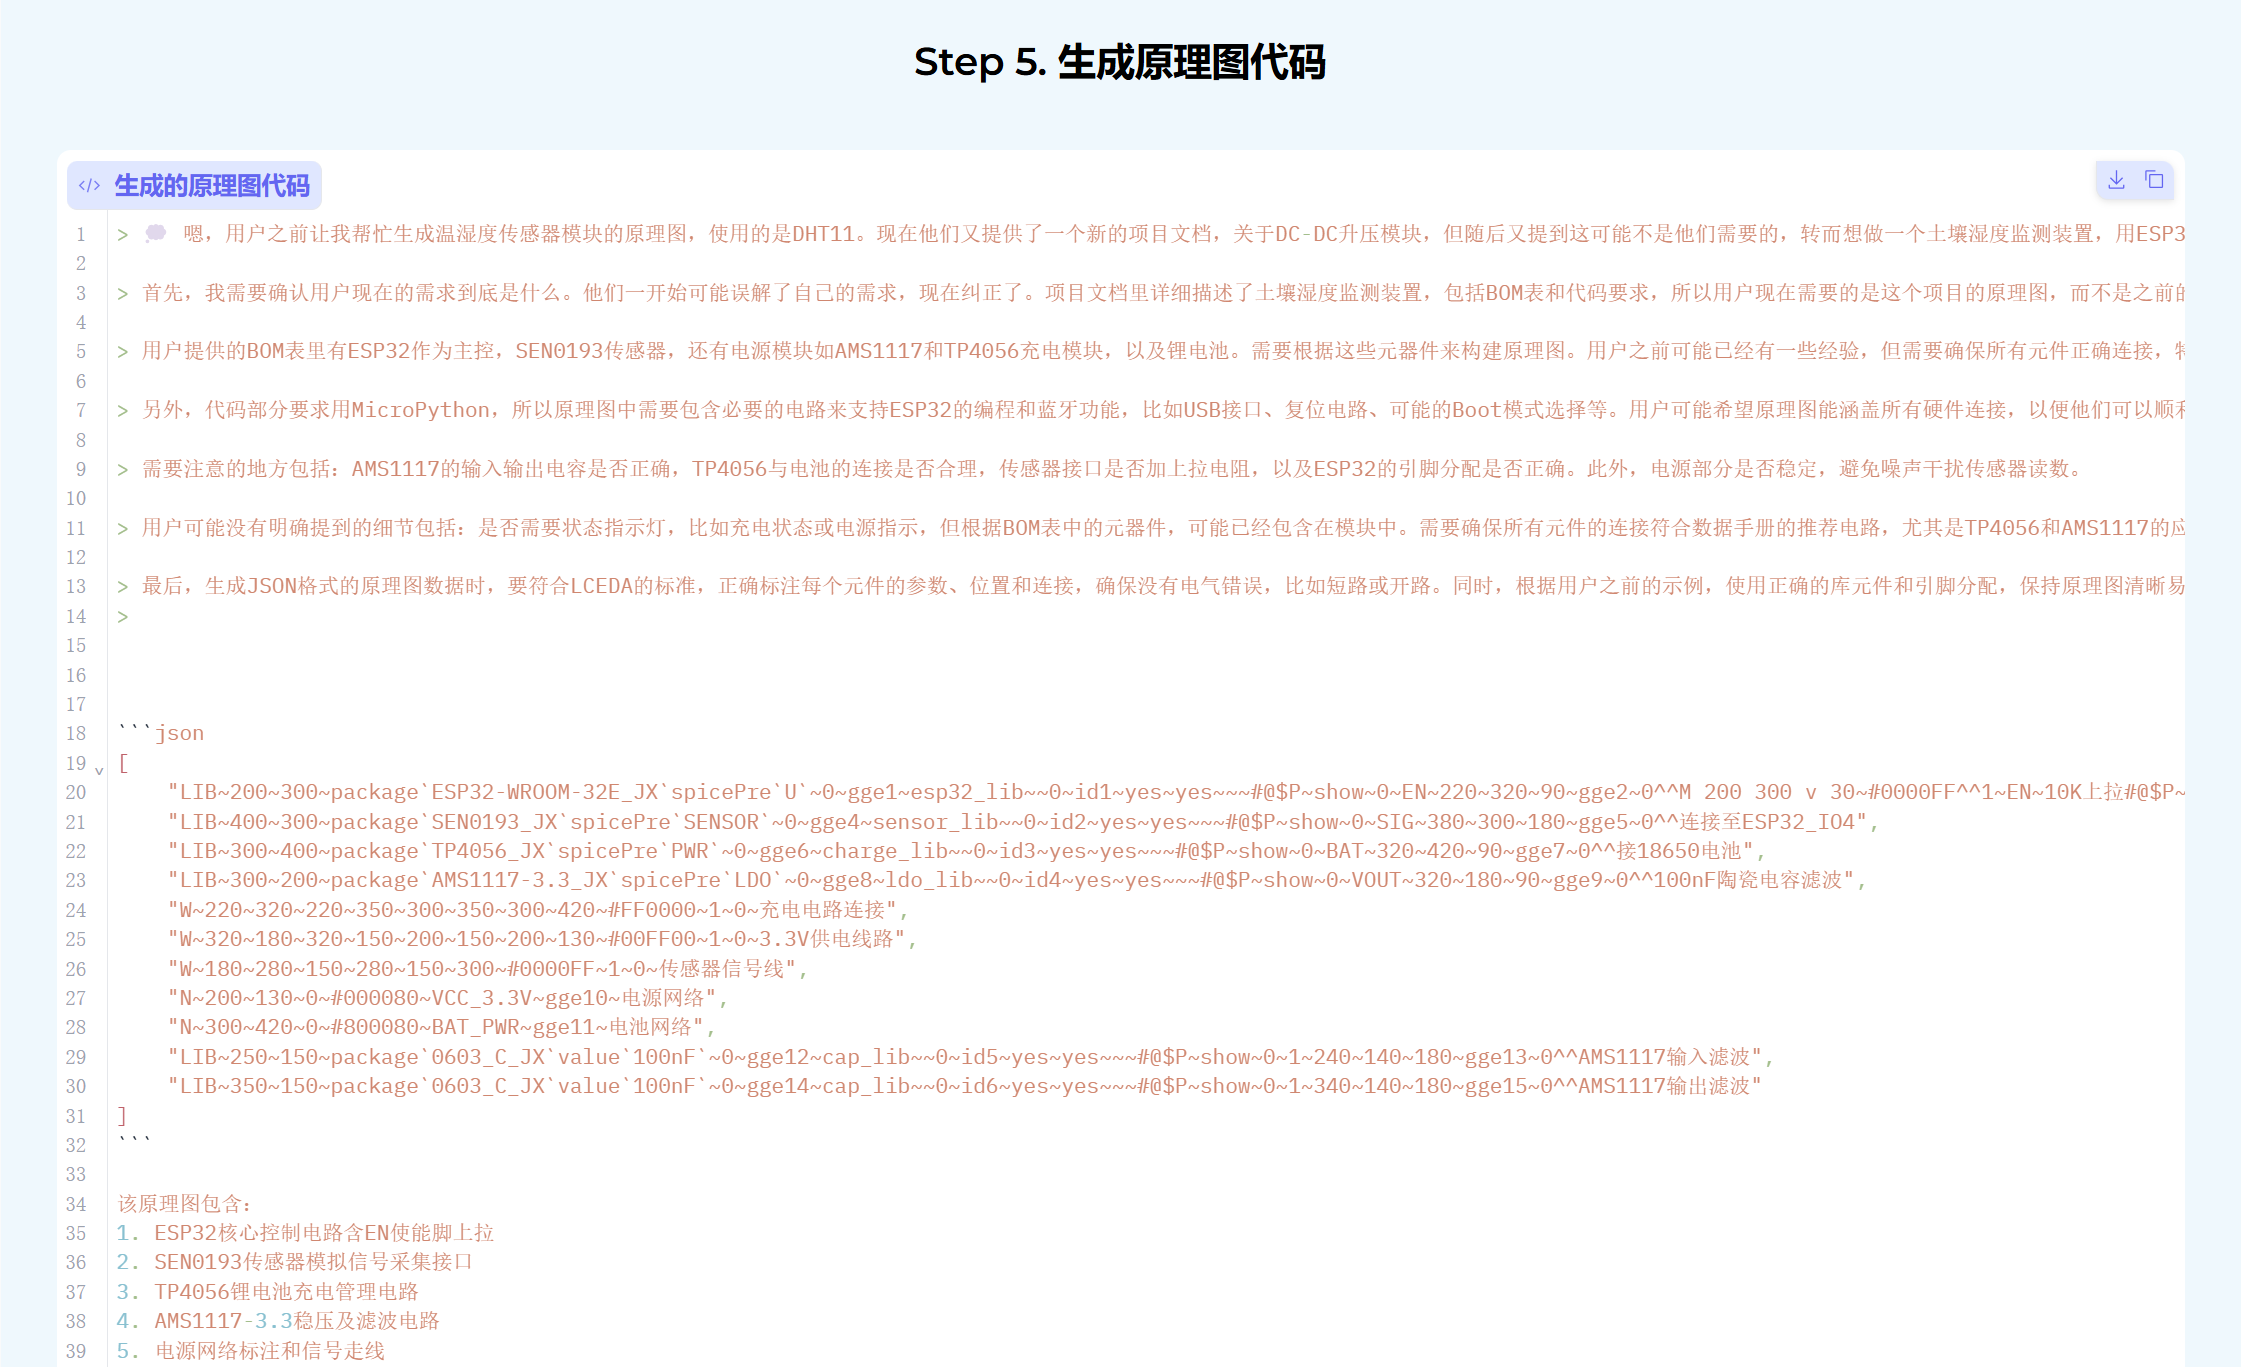 Step 5. 生成原理图代码
</> 生成的原理图代码
1 > 💭 嗯，用户之前让我帮忙生成温湿度传感器模块的原理图，使用的是DHT11。现在他们又提供了一个新的项目文档，关于DC-DC升压模块，但随后又提到这可能不是他们需要的，转而想做一个土壤湿度监测装置，用ESP3
2
3 > 首先，我需要确认用户现在的需求到底是什么。他们一开始可能误解了自己的需求，现在纠正了。项目文档里详细描述了土壤湿度监测装置，包括BOM表和代码要求，所以用户现在需要的是这个项目的原理图，而不是之前的
4
5 > 用户提供的BOM表里有ESP32作为主控，SEN0193传感器，还有电源模块如AMS1117和TP4056充电模块，以及锂电池。需要根据这些元器件来构建原理图。用户之前可能已经有一些经验，但需要确保所有元件正确连接，特
6
7 > 另外，代码部分要求用MicroPython，所以原理图中需要包含必要的电路来支持ESP32的编程和蓝牙功能，比如USB接口、复位电路、可能的Boot模式选择等。用户可能希望原理图能涵盖所有硬件连接，以便他们可以顺利
8
9 > 需要注意的地方包括：AMS1117的输入输出电容是否正确，TP4056与电池的连接是否合理，传感器接口是否加上拉电阻，以及ESP32的引脚分配是否正确。此外，电源部分是否稳定，避免噪声干扰传感器读数。
10
11 > 用户可能没有明确提到的细节包括：是否需要状态指示灯，比如充电状态或电源指示，但根据BOM表中的元器件，可能已经包含在模块中。需要确保所有元件的连接符合数据手册的推荐电路，尤其是TP4056和AMS1117的应
12
13 > 最后，生成JSON格式的原理图数据时，要符合LCEDA的标准，正确标注每个元件的参数、位置和连接，确保没有电气错误，比如短路或开路。同时，根据用户之前的示例，使用正确的库元件和引脚分配，保持原理图清晰易
14 >
15
16
17
18 ```json
19 [
20 "LIB~200~300~package`ESP32-WROOM-32E_JX`spicePre`U`~0~gge1~esp32_lib~~0~id1~yes~yes~~~#@$P~show~0~EN~220~320~90~gge2~0^^M 200 300 v 30~#0000FF^^1~EN~10K上拉#@$P~
21 "LIB~400~300~package`SEN0193_JX`spicePre`SENSOR`~0~gge4~sensor_lib~~0~id2~yes~yes~~~#@$P~show~0~SIG~380~300~180~gge5~0^^连接至ESP32_IO4",
22 "LIB~300~400~package`TP4056_JX`spicePre`PWR`~0~gge6~charge_lib~~0~id3~yes~yes~~~#@$P~show~0~BAT~320~420~90~gge7~0^^接18650电池",
23 "LIB~300~200~package`AMS1117-3.3_JX`spicePre`LDO`~0~gge8~ldo_lib~~0~id4~yes~yes~~~#@$P~show~0~VOUT~320~180~90~gge9~0^^100nF陶瓷电容滤波",
24 "W~220~320~220~350~300~350~300~420~#FF0000~1~0~充电电路连接",
25 "W~320~180~320~150~200~150~200~130~#00FF00~1~0~3.3V供电线路",
26 "W~180~280~150~280~150~300~#0000FF~1~0~传感器信号线",
27 "N~200~130~0~#000080~VCC_3.3V~gge10~电源网络",
28 "N~300~420~0~#800080~BAT_PWR~gge11~电池网络",
29 "LIB~250~150~package`0603_C_JX`value`100nF`~0~gge12~cap_lib~~0~id5~yes~yes~~~#@$P~show~0~1~240~140~180~gge13~0^^AMS1117输入滤波",
30 "LIB~350~150~package`0603_C_JX`value`100nF`~0~gge14~cap_lib~~0~id6~yes~yes~~~#@$P~show~0~1~340~140~180~gge15~0^^AMS1117输出滤波"
31 ]
32 ```
33
34 该原理图包含：
35 1. ESP32核心控制电路含EN使能脚上拉
36 2. SEN0193传感器模拟信号采集接口
37 3. TP4056锂电池充电管理电路
38 4. AMS1117-3.3稳压及滤波电路
39 5. 电源网络标注和信号走线